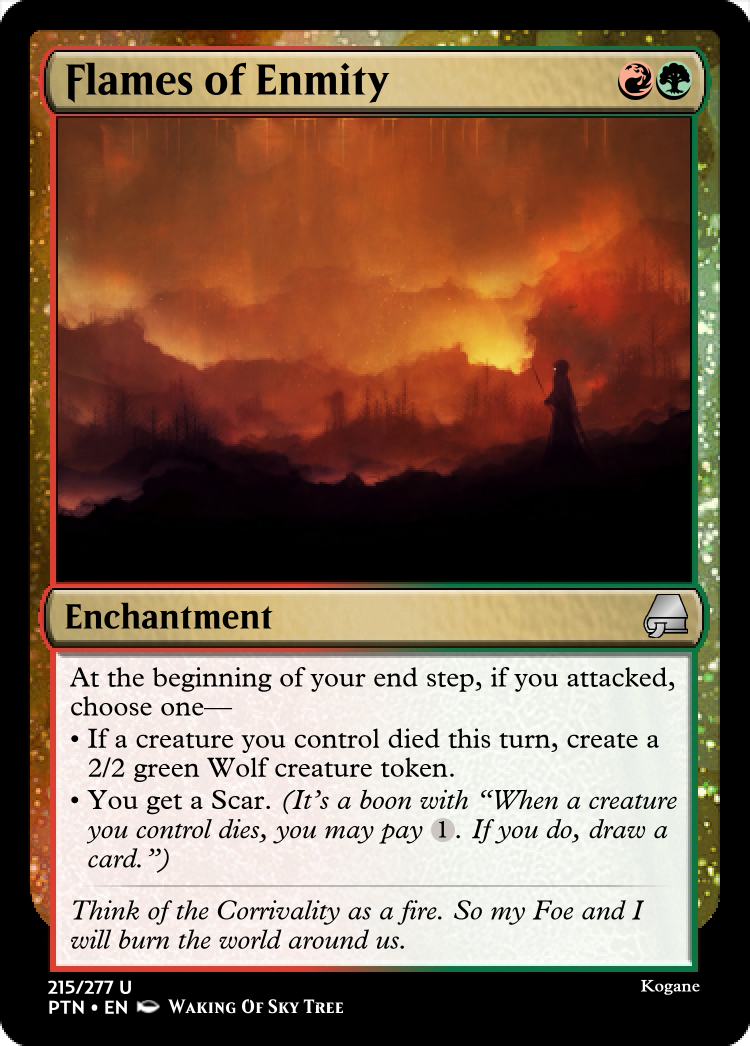 Flames of Enmity
Enchantment
At the beginning of your end step, if you attacked,
choose one—
• If a creature you control died this turn, create a
2/2 green Wolf creature token.
• You get a Scar. (It's a boon with “When a creature
you control dies, you may pay 1. If you do, draw a
card.”)
Think of the Corrivality as a fire. So my Foe and I
will burn the world around us.
215/277 U
PTN • EN Waking Of Sky Tree
Kogane